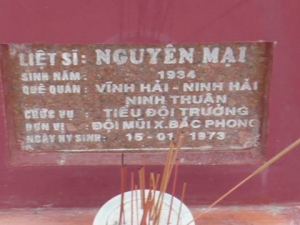 LIỆT SĨ: NGUYỄN MAI
SINH NĂM : 1934
QUÊ QUÁN: VĨNH HẢI - NINH HẢI
NINH THUẬN
CHỨC VỤ : TIỂU ĐỘI TRƯỞNG
ĐƠN VỊ : ĐỘI MŨI X.BẮC PHONG
NGÀY HY SINH: 15-01-1973